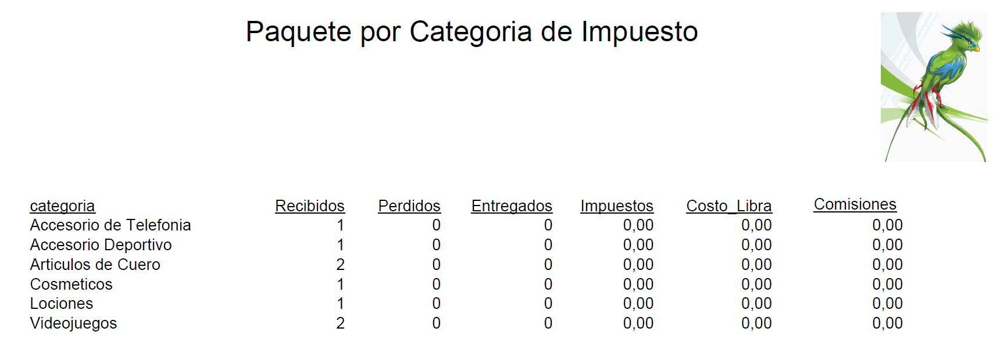 Paquete por Categoria de Impuesto
categoria Recibidos Perdidos Entregados Impuestos Costo_Libra Comisiones
Accesorio de Telefonia 1 0 0 0,00 0,00 0,00
Accesorio Deportivo 1 0 0 0,00 0,00 0,00
Articulos de Cuero 2 0 0 0,00 0,00 0,00
Cosmeticos 1 0 0 0,00 0,00 0,00
Lociones 1 0 0 0,00 0,00 0,00
Videojuegos 2 0 0 0,00 0,00 0,00